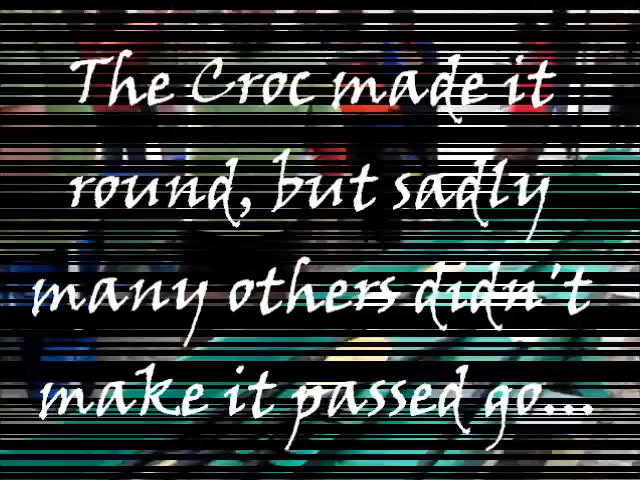 The Croc made it
round, but sadly
many others didn't
make it passed go...